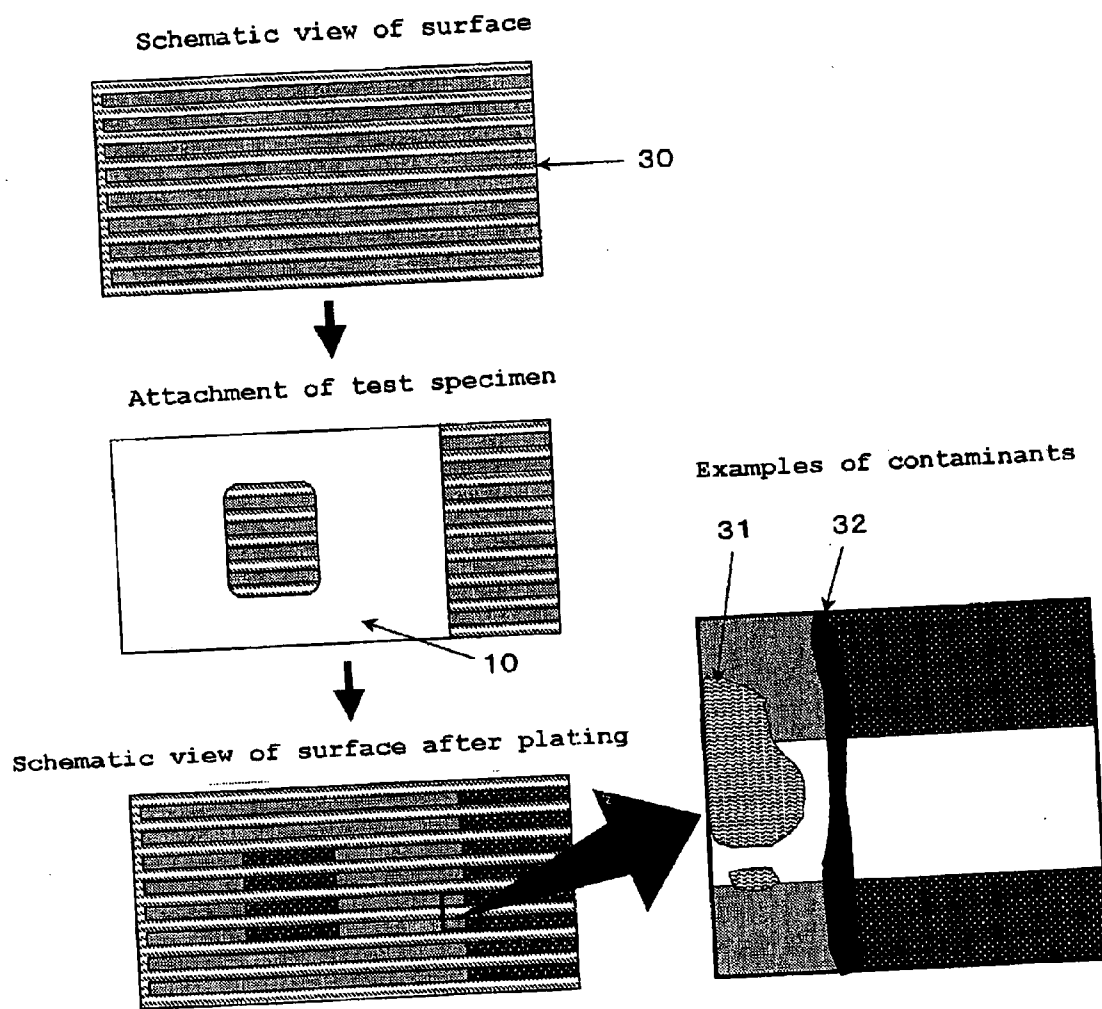 Schematic view of surface
30
Attachment of test specimen
10
Examples of contaminants
31
32
Schematic view of surface after plating